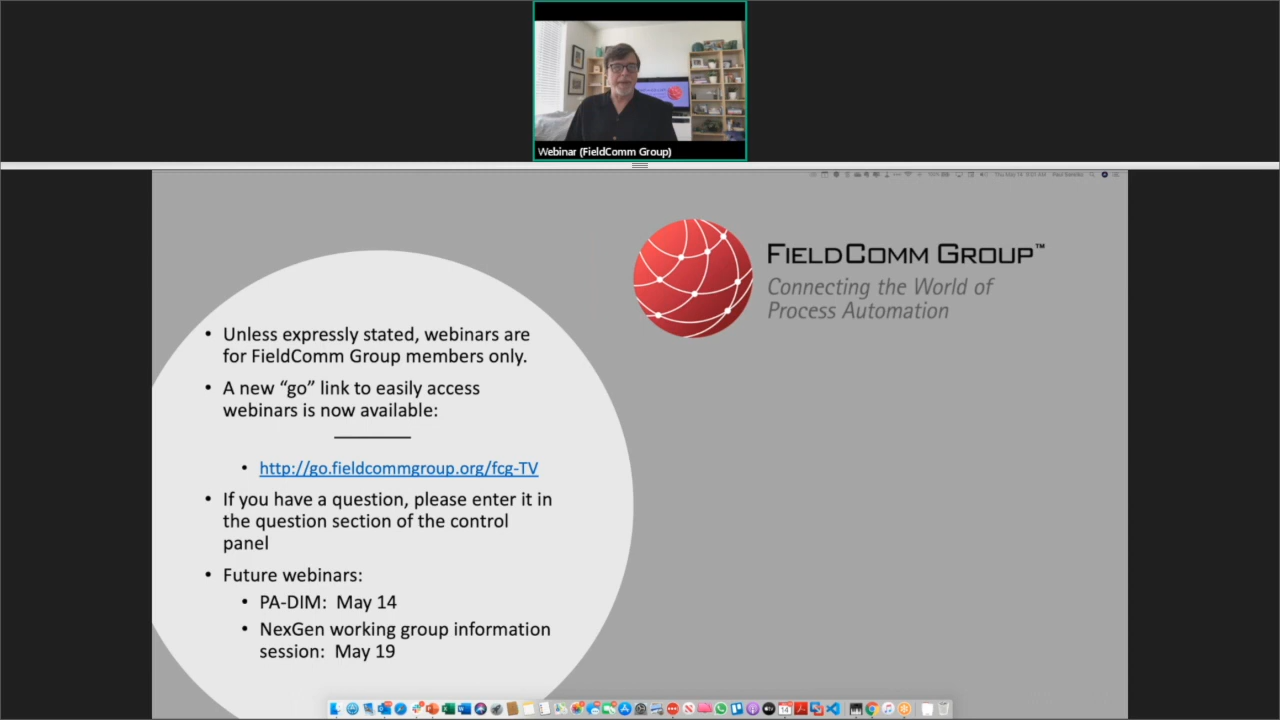 Webinar (FieldComm Group)
FIELDCOMM GROUP™
Connecting the World of
Process Automation
• Unless expressly stated, webinars are
for FieldComm Group members only.
• A new “go” link to easily access
webinars is now available:
• http://go.fieldcommgroup.org/fcg-TV
• If you have a question, please enter it in
the question section of the control
panel
• Future webinars:
• PA-DIM: May 14
• NexGen working group information
session: May 19